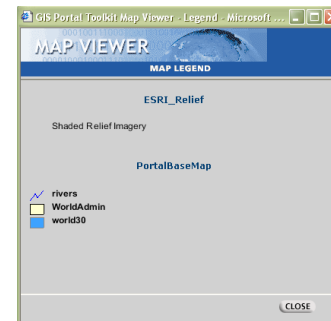 GIS Portal Toolkit Map Viewer - Legend - Microsoft ...
MAP VIEWER
MAP LEGEND
ESRI_Relief
Shaded Relief Imagery
PortalBaseMap
rivers
WorldAdmin
world30
CLOSE